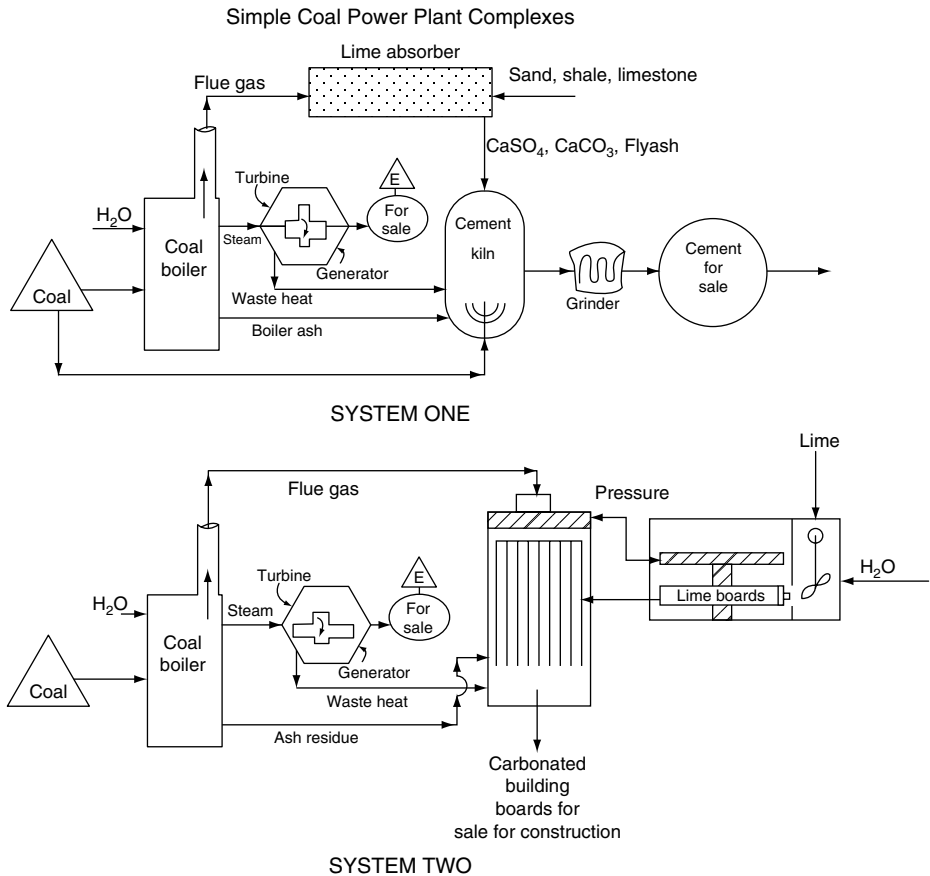 Simple Coal Power Plant Complexes
Lime absorber
Flue gas
Sand, shale, limestone
CaSO₄, CaCO₃, Flyash
Turbine
E
For
sale
H₂O
Steam
Generator
Coal
boiler
Coal
Waste heat
Boiler ash
Cement
kiln
Grinder
Cement
for
sale
SYSTEM ONE
Lime
Flue gas
Pressure
H₂O
Lime boards
Turbine
E
For
sale
H₂O
Steam
Generator
Coal
boiler
Coal
Waste heat
Ash residue
Carbonated
building
boards for
sale for construction
SYSTEM TWO